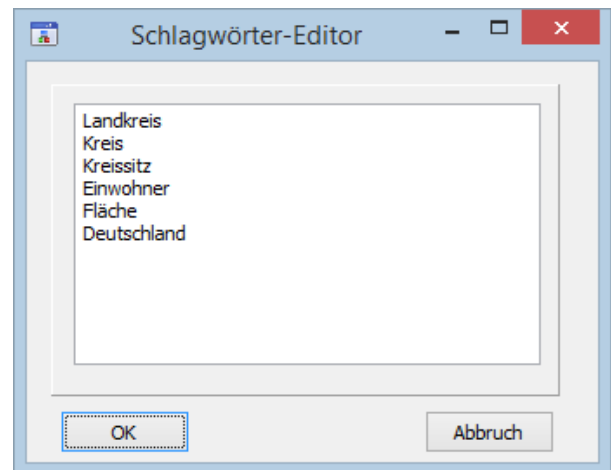 Schlagwörter-Editor
Landkreis
Kreis
Kreissitz
Einwohner
Fläche
Deutschland
OK
Abbruch